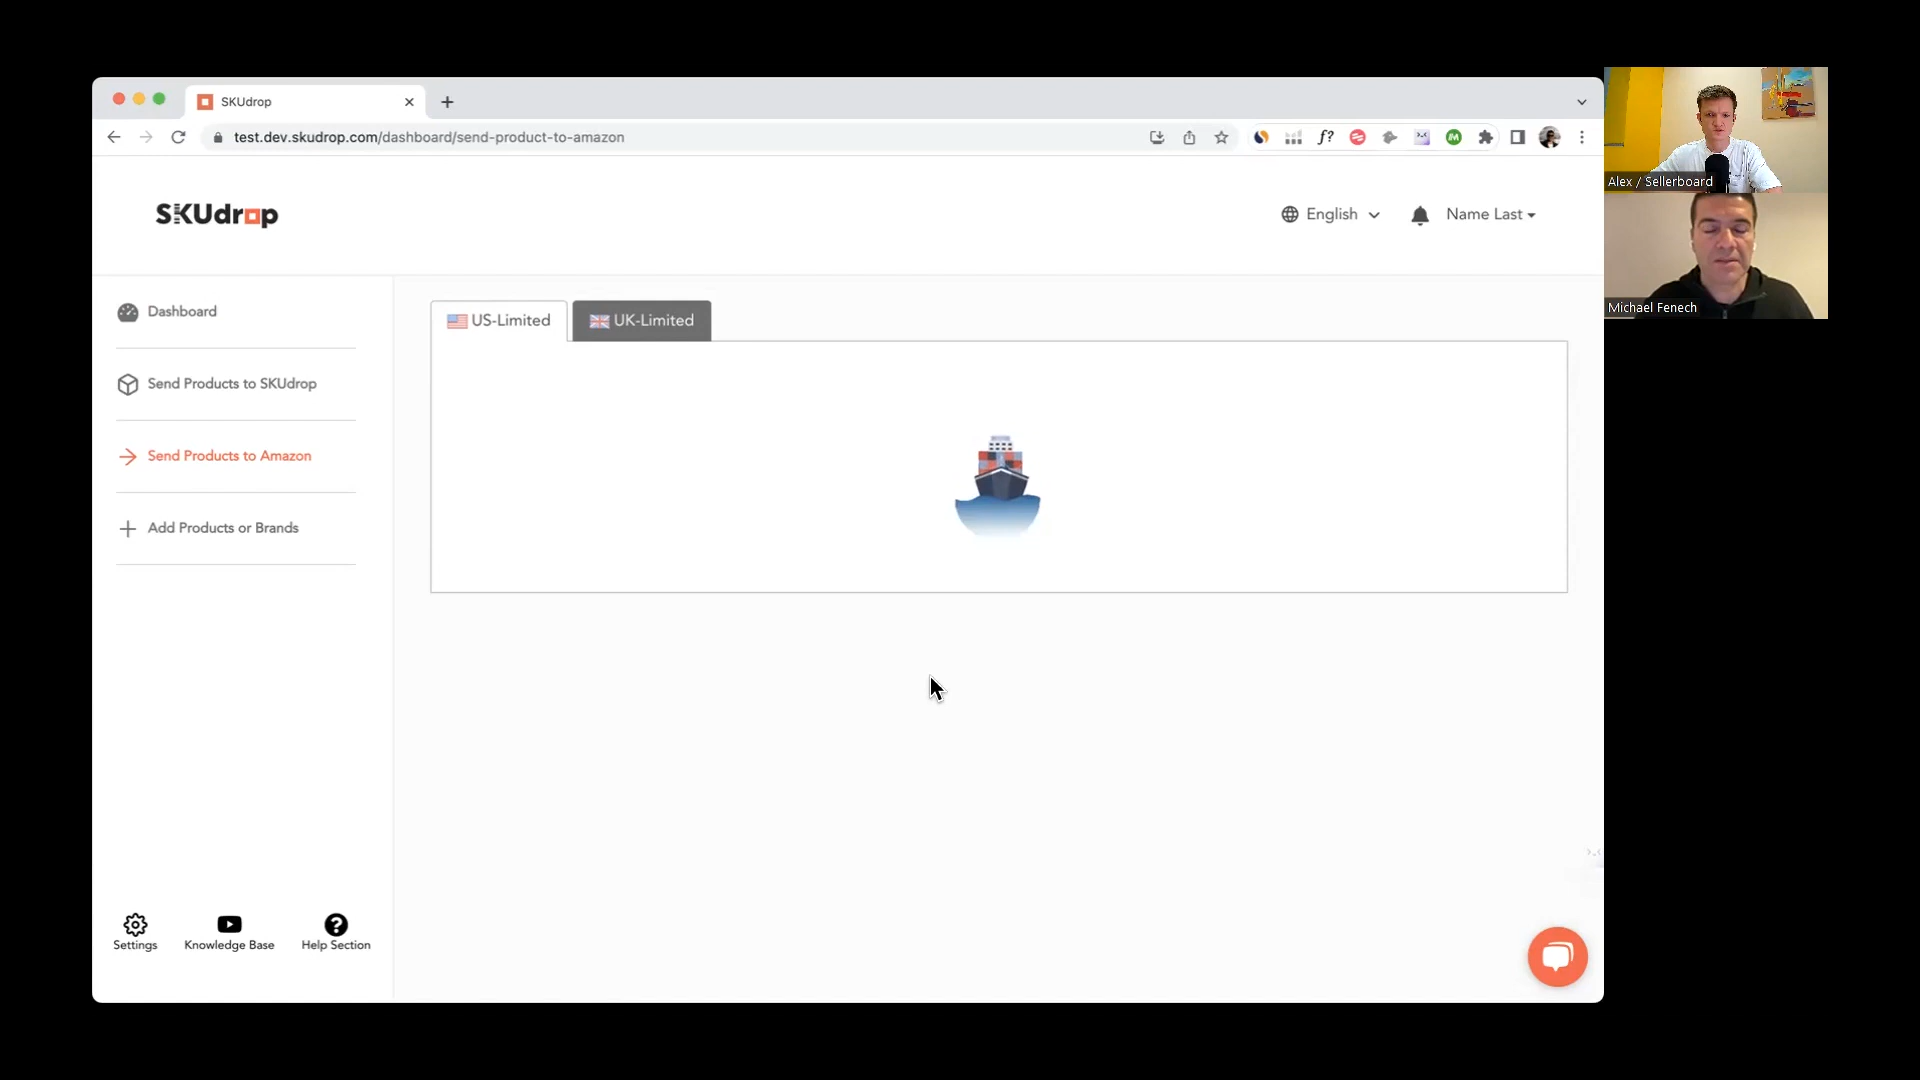 SKUdrop
test.dev.skudrop.com/dashboard/send-product-to-amazon
SKUdrop
English
Name Last
Dashboard
Send Products to SKUdrop
Send Products to Amazon
Add Products or Brands
US-Limited
UK-Limited
Settings
Knowledge Base
Help Section
Alex / Sellerboard
Michael Fenech